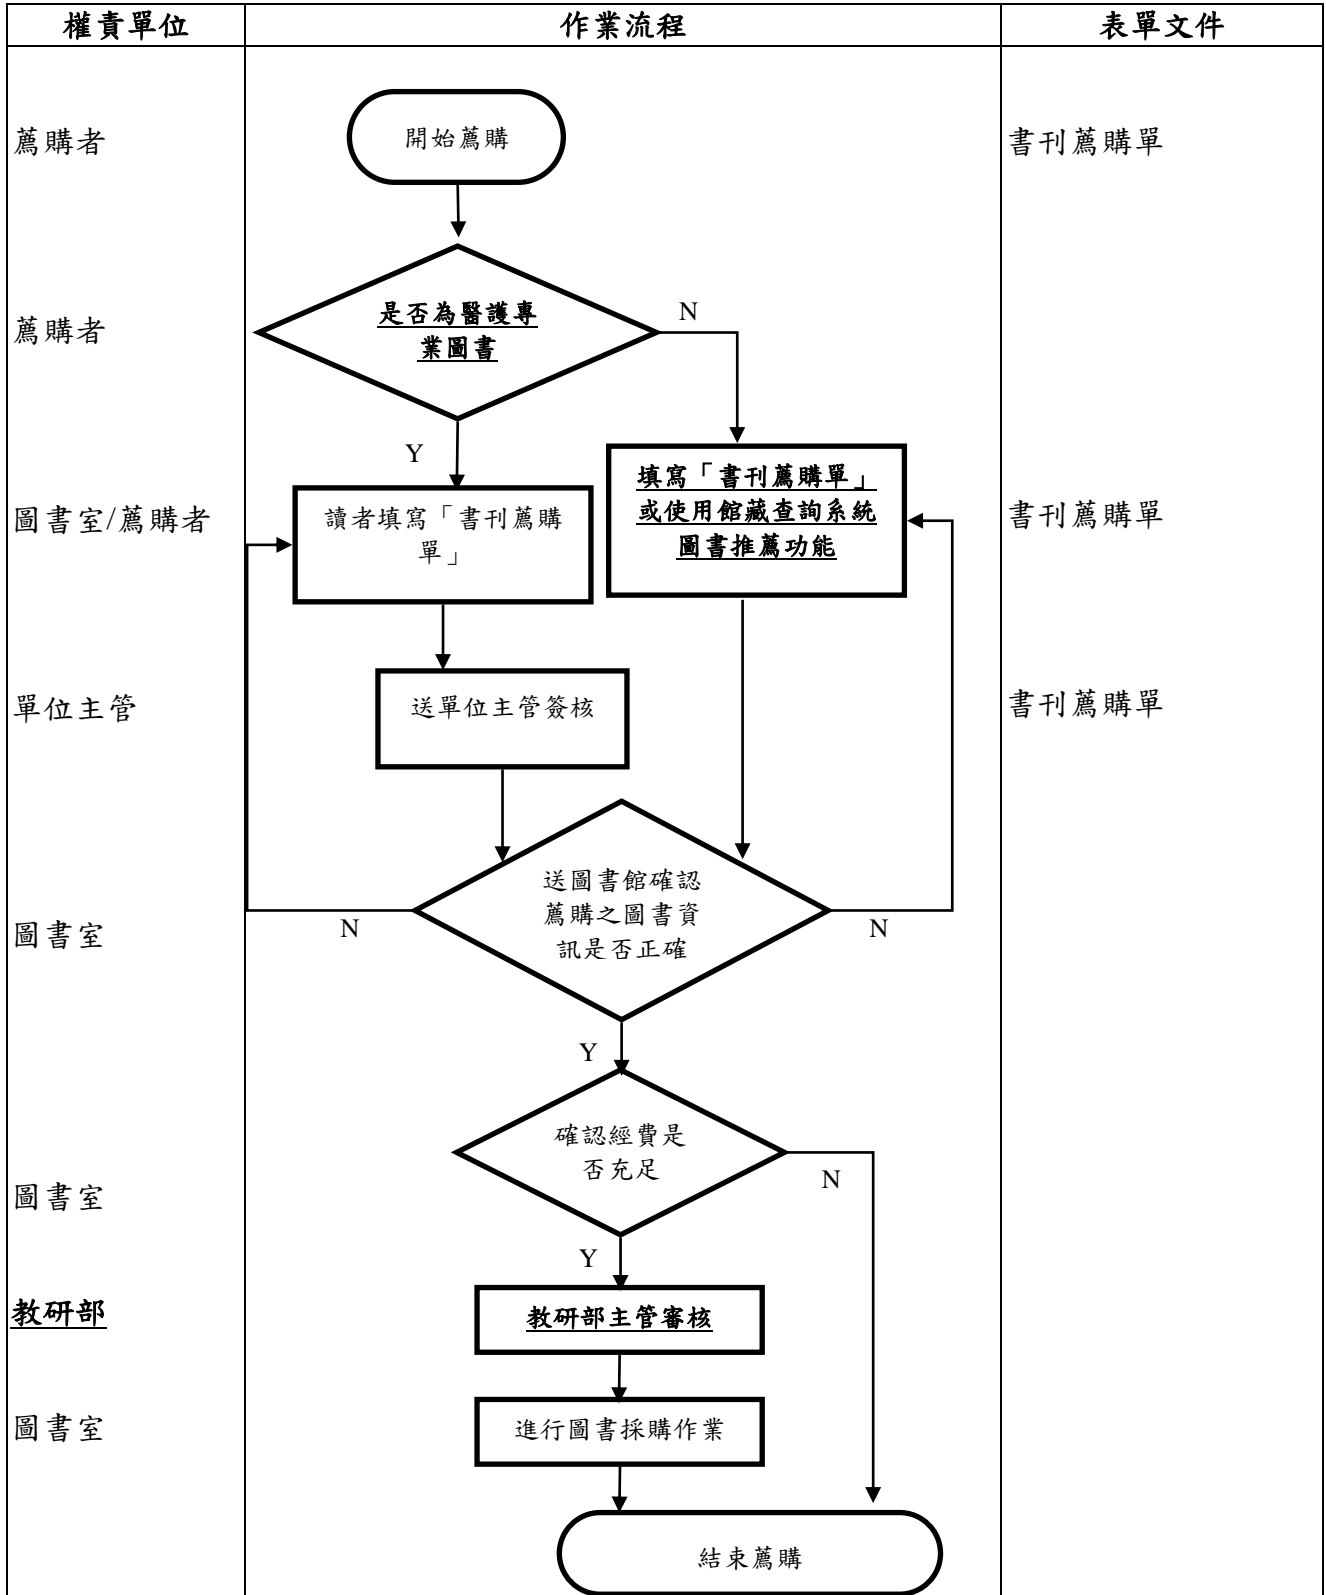 權責單位
作業流程
表單文件
薦購者
開始薦購
書刊薦購單
薦購者
是否為醫護專
業圖書
N
Y
圖書室/薦購者
讀者填寫「書刊薦購
單」
填寫「書刊薦購單」
或使用館藏查詢系統
圖書推薦功能
書刊薦購單
單位主管
送單位主管簽核
書刊薦購單
圖書室
送圖書館確認
薦購之圖書資
訊是否正確
N
N
Y
圖書室
確認經費是
否充足
N
Y
教研部
教研部主管審核
圖書室
進行圖書採購作業
結束薦購